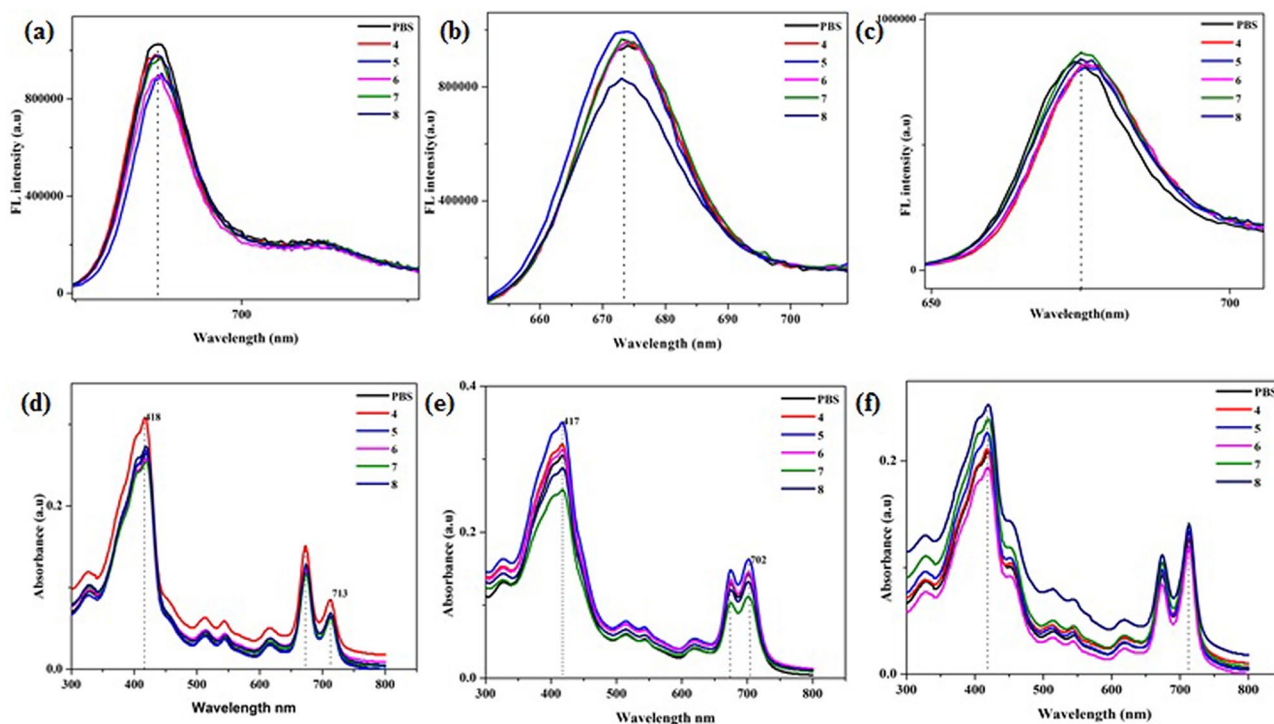 (a)
PBS
4
5
6
7
8
800000
400000
0
FL intensity (a.u)
700
Wavelength (nm)
(b)
PBS
4
5
6
7
8
800000
400000
FL intensity(a.u)
660 670 680 690 700
Wavelength (nm)
(c)
1000000
PBS
4
5
6
7
8
0
FL intensity (a.u)
650 700
Wavelength(nm)
(d)
PBS
4
5
6
7
8
418
713
0.2
0.0
Absorbance (a.u)
300 400 500 600 700 800
Wavelength nm
(e)
0.4
PBS
4
5
6
7
8
417
702
0.2
0.0
Absorbance (a.u)
300 400 500 600 700 800
Wavelength nm
(f)
PBS
4
5
6
7
8
0.2
0.0
Absorbance (a.u)
300 400 500 600 700 800
Wavelength (nm)